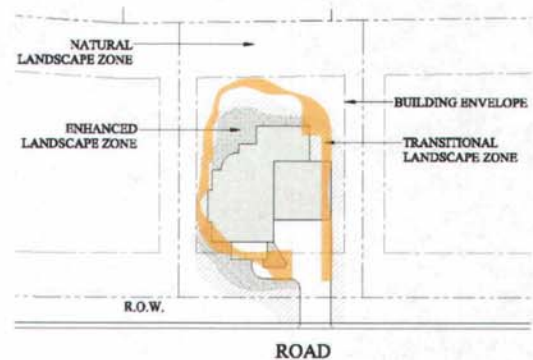 NATURAL
LANDSCAPE ZONE
BUILDING ENVELOPE
ENHANCED
LANDSCAPE ZONE
TRANSITIONAL
LANDSCAPE ZONE
R.O.W.
ROAD